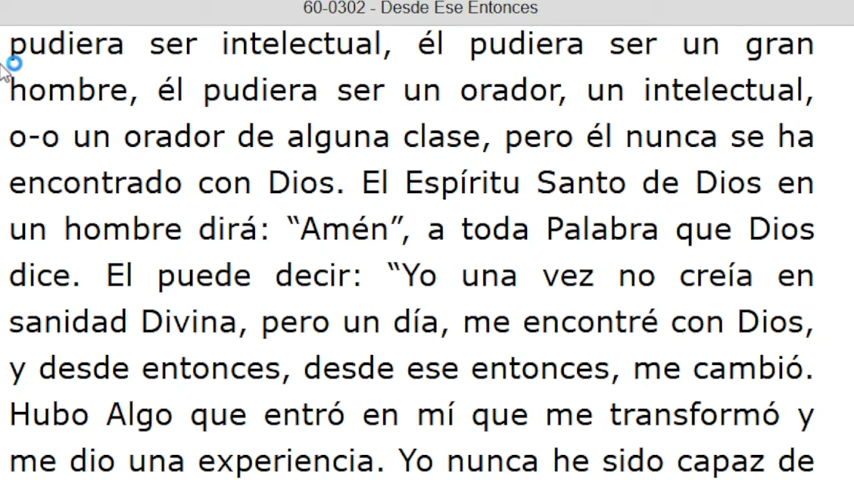 60-0302 - Desde Ese Entonces
pudiera ser intelectual, él pudiera ser un gran
hombre, él pudiera ser un orador, un intelectual,
o-o un orador de alguna clase, pero él nunca se ha
encontrado con Dios. El Espíritu Santo de Dios en
un hombre dirá: “Amén”, a toda Palabra que Dios
dice. El puede decir: “Yo una vez no creía en
sanidad Divina, pero un día, me encontré con Dios,
y desde entonces, desde ese entonces, me cambió.
Hubo Algo que entró en mí que me transformó y
me dio una experiencia. Yo nunca he sido capaz de